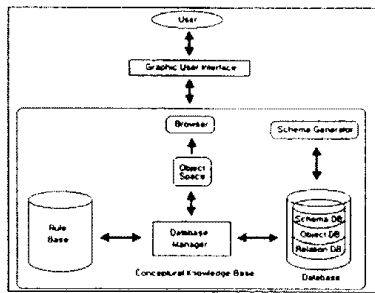 User
Graphic User Interface
Browser
Schema Generator
Object
Space
Rule
Base
Database
Manager
Schema DB
Object DB
Relation DB
Database
Conceptural Knowledge Base